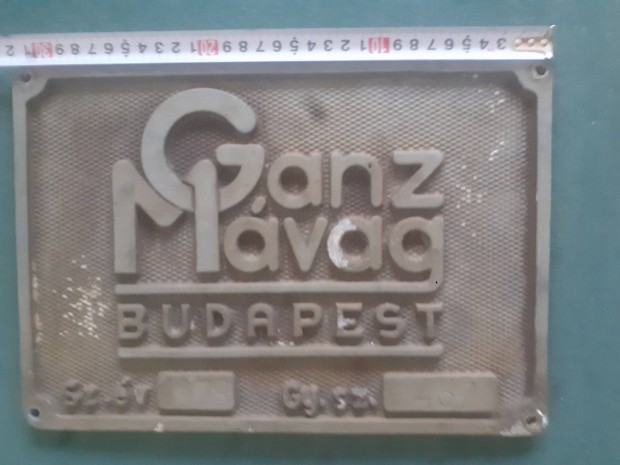 Ganz
Mávag
BUDAPEST
Sz. év Gy. sz.